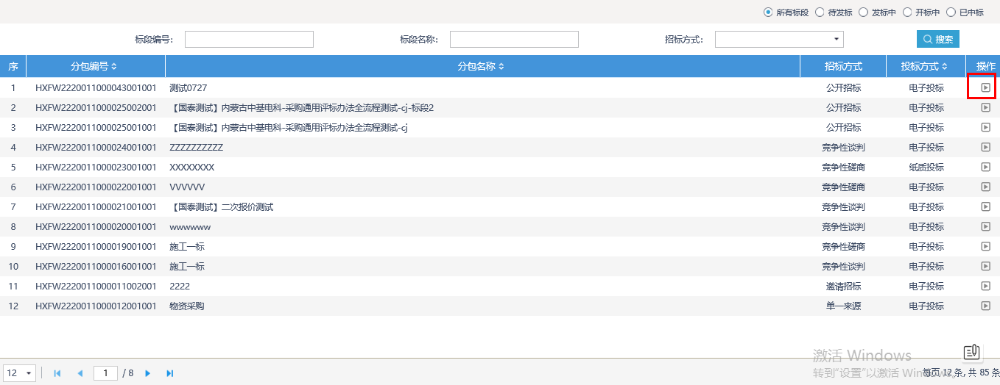 所有标段 待发标 发标中 开标中 已中标
标段编号: 标段名称: 招标方式: 搜索
序 分包编号 分包名称 招标方式 投标方式 操作
1 HXFW2220011000043001001 测试0727 公开招标 电子投标
2 HXFW2220011000025002001 【国泰测试】内蒙古中基电科-采购通用评标办法全流程测试-cj-标段2 公开招标 电子投标
3 HXFW2220011000025001001 【国泰测试】内蒙古中基电科-采购通用评标办法全流程测试-cj 公开招标 电子投标
4 HXFW2220011000024001001 ZZZZZZZZZZ 竞争性谈判 电子投标
5 HXFW2220011000023001001 XXXXXXXX 竞争性磋商 纸质投标
6 HXFW2220011000022001001 VVVVVV 竞争性磋商 电子投标
7 HXFW2220011000021001001 【国泰测试】二次报价测试 竞争性谈判 电子投标
8 HXFW2220011000020001001 wwwwww 竞争性谈判 电子投标
9 HXFW2220011000019001001 施工一标 竞争性磋商 电子投标
10 HXFW2220011000016001001 施工一标 竞争性谈判 电子投标
11 HXFW2220011000011002001 2222 邀请招标 电子投标
12 HXFW2220011000012001001 物资采购 单一来源 电子投标
激活 Windows
转到"设置"以激活 Windows。
12 1 / 8 每页 12 条, 共 85 条